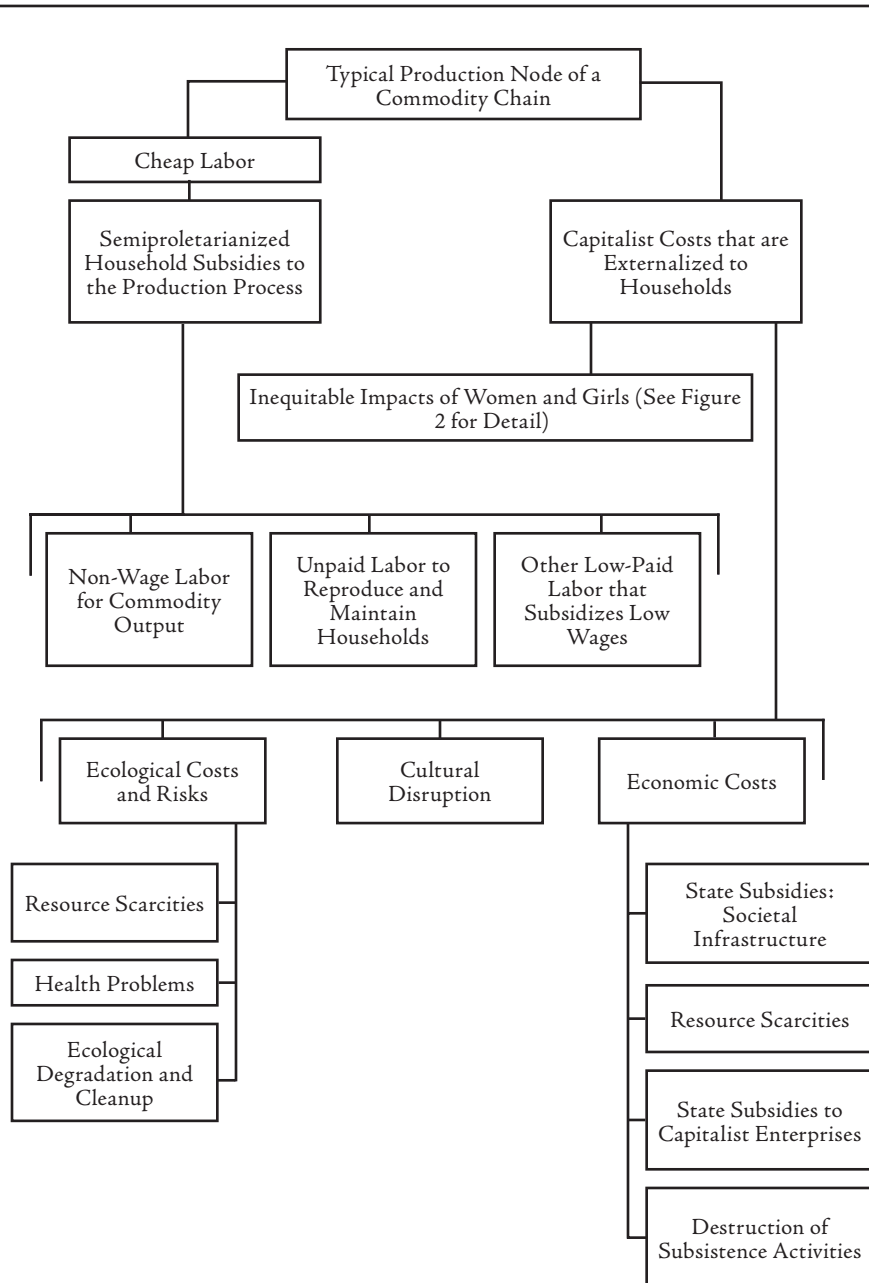 Typical Production Node of a
Commodity Chain
Cheap Labor
Semiproletarianized
Household Subsidies to
the Production Process
Capitalist Costs that are
Externalized to
Households
Inequitable Impacts of Women and Girls (See Figure
2 for Detail)
Non-Wage Labor
for Commodity
Output
Unpaid Labor to
Reproduce and
Maintain
Households
Other Low-Paid
Labor that
Subsidizes Low
Wages
Ecological Costs
and Risks
Cultural
Disruption
Economic Costs
Resource Scarcities
Health Problems
Ecological
Degradation and
Cleanup
State Subsidies:
Societal
Infrastructure
Resource Scarcities
State Subsidies to
Capitalist Enterprises
Destruction of
Subsistence Activities